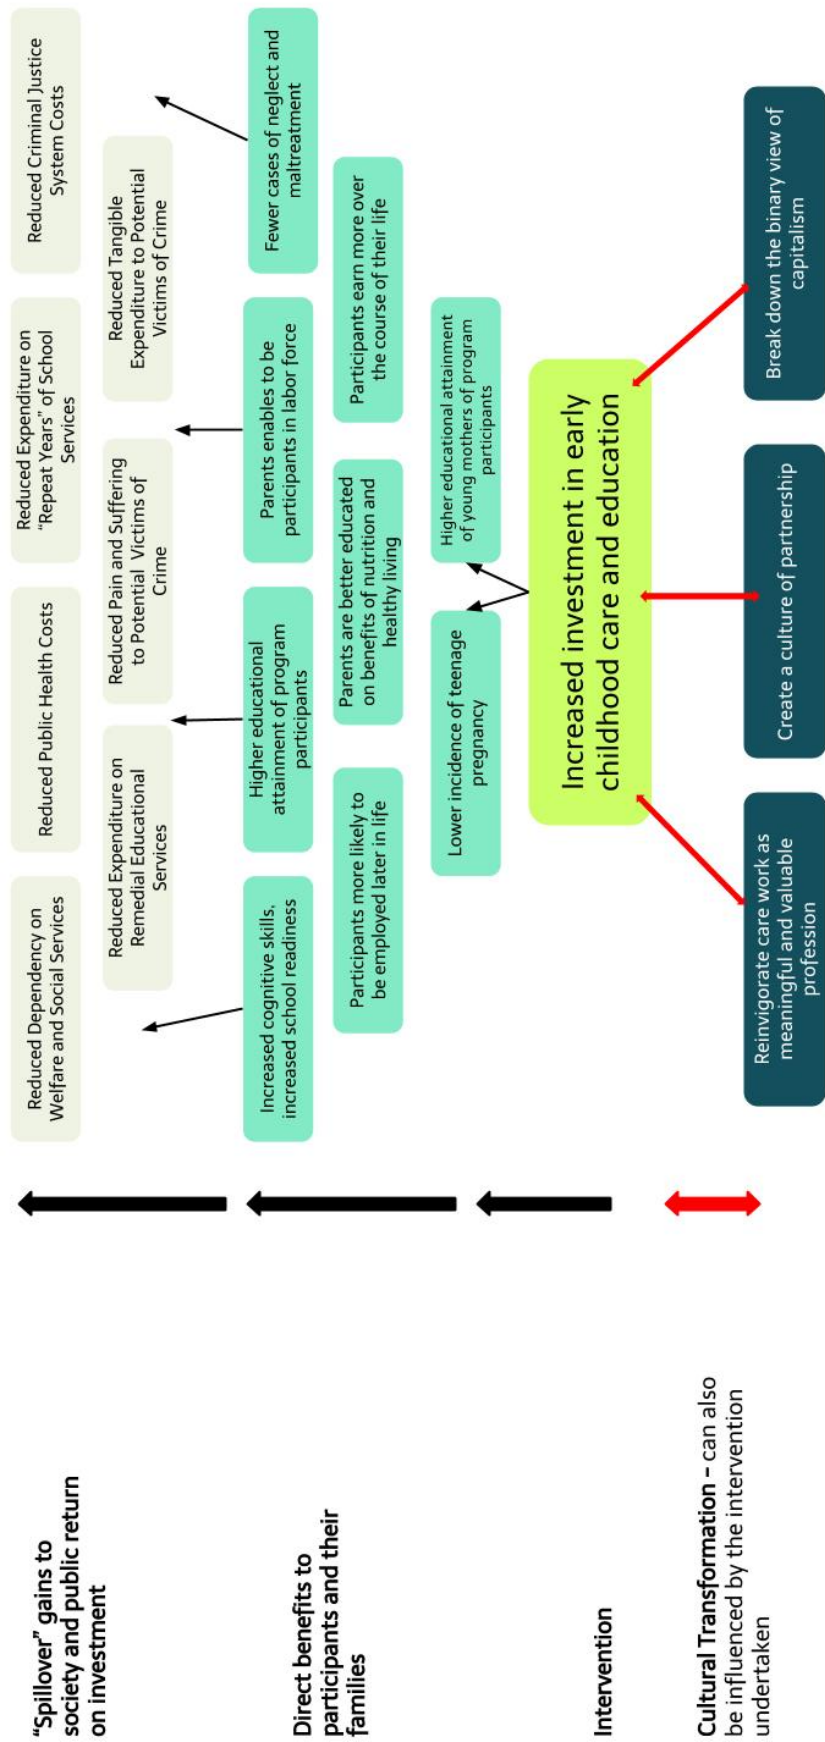 “Spillover” gains to
society and public return
on investment
Reduced Dependency on
Welfare and Social Services
Reduced Public Health Costs
Reduced Expenditure on
“Repeat Years” of School
Services
Reduced Criminal Justice
System Costs
Reduced Expenditure on
Remedial Educational
Services
Reduced Pain and Suffering
to Potential Victims of
Crime
Reduced Tangible
Expenditure to Potential
Victims of Crime
Direct benefits to
participants and their
families
Increased cognitive skills,
increased school readiness
Higher educational
attainment of program
participants
Parents enables to be
participants in labor force
Fewer cases of neglect and
maltreatment
Participants more likely to
be employed later in life
Parents are better educated
on benefits of nutrition and
healthy living
Participants earn more over
the course of their life
Lower incidence of teenage
pregnancy
Higher educational attainment
of young mothers of program
participants
Intervention
Increased investment in early
childhood care and education
Cultural Transformation – can also
be influenced by the intervention
undertaken
Reinvigorate care work as
meaningful and valuable
profession
Create a culture of partnership
Break down the binary view of
capitalism